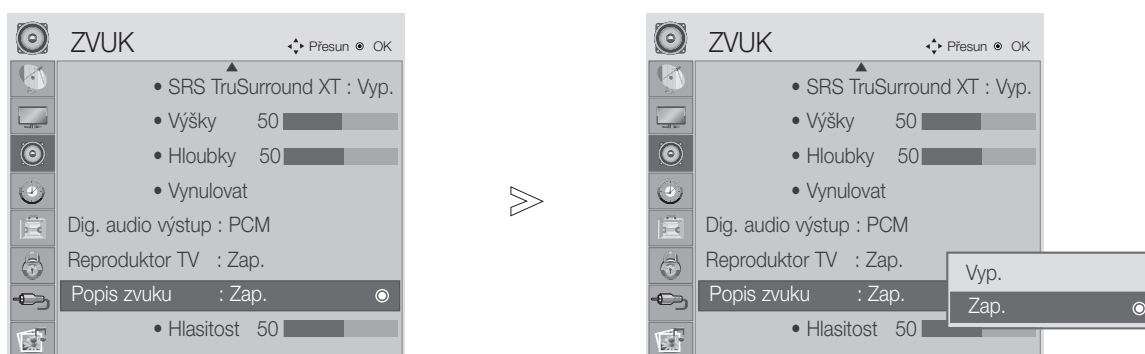 ZVUK
Přesun OK
• SRS TruSurround XT : Vyp.
• Výšky 50
• Hloubky 50
• Vynulovat
Dig. audio výstup : PCM
Reproduktor TV : Zap.
Popis zvuku : Zap.
• Hlasitost 50
ZVUK
Přesun OK
• SRS TruSurround XT : Vyp.
• Výšky 50
• Hloubky 50
• Vynulovat
Dig. audio výstup : PCM
Reproduktor TV : Zap.
Popis zvuku : Zap.
• Hlasitost 50
Vyp.
Zap.